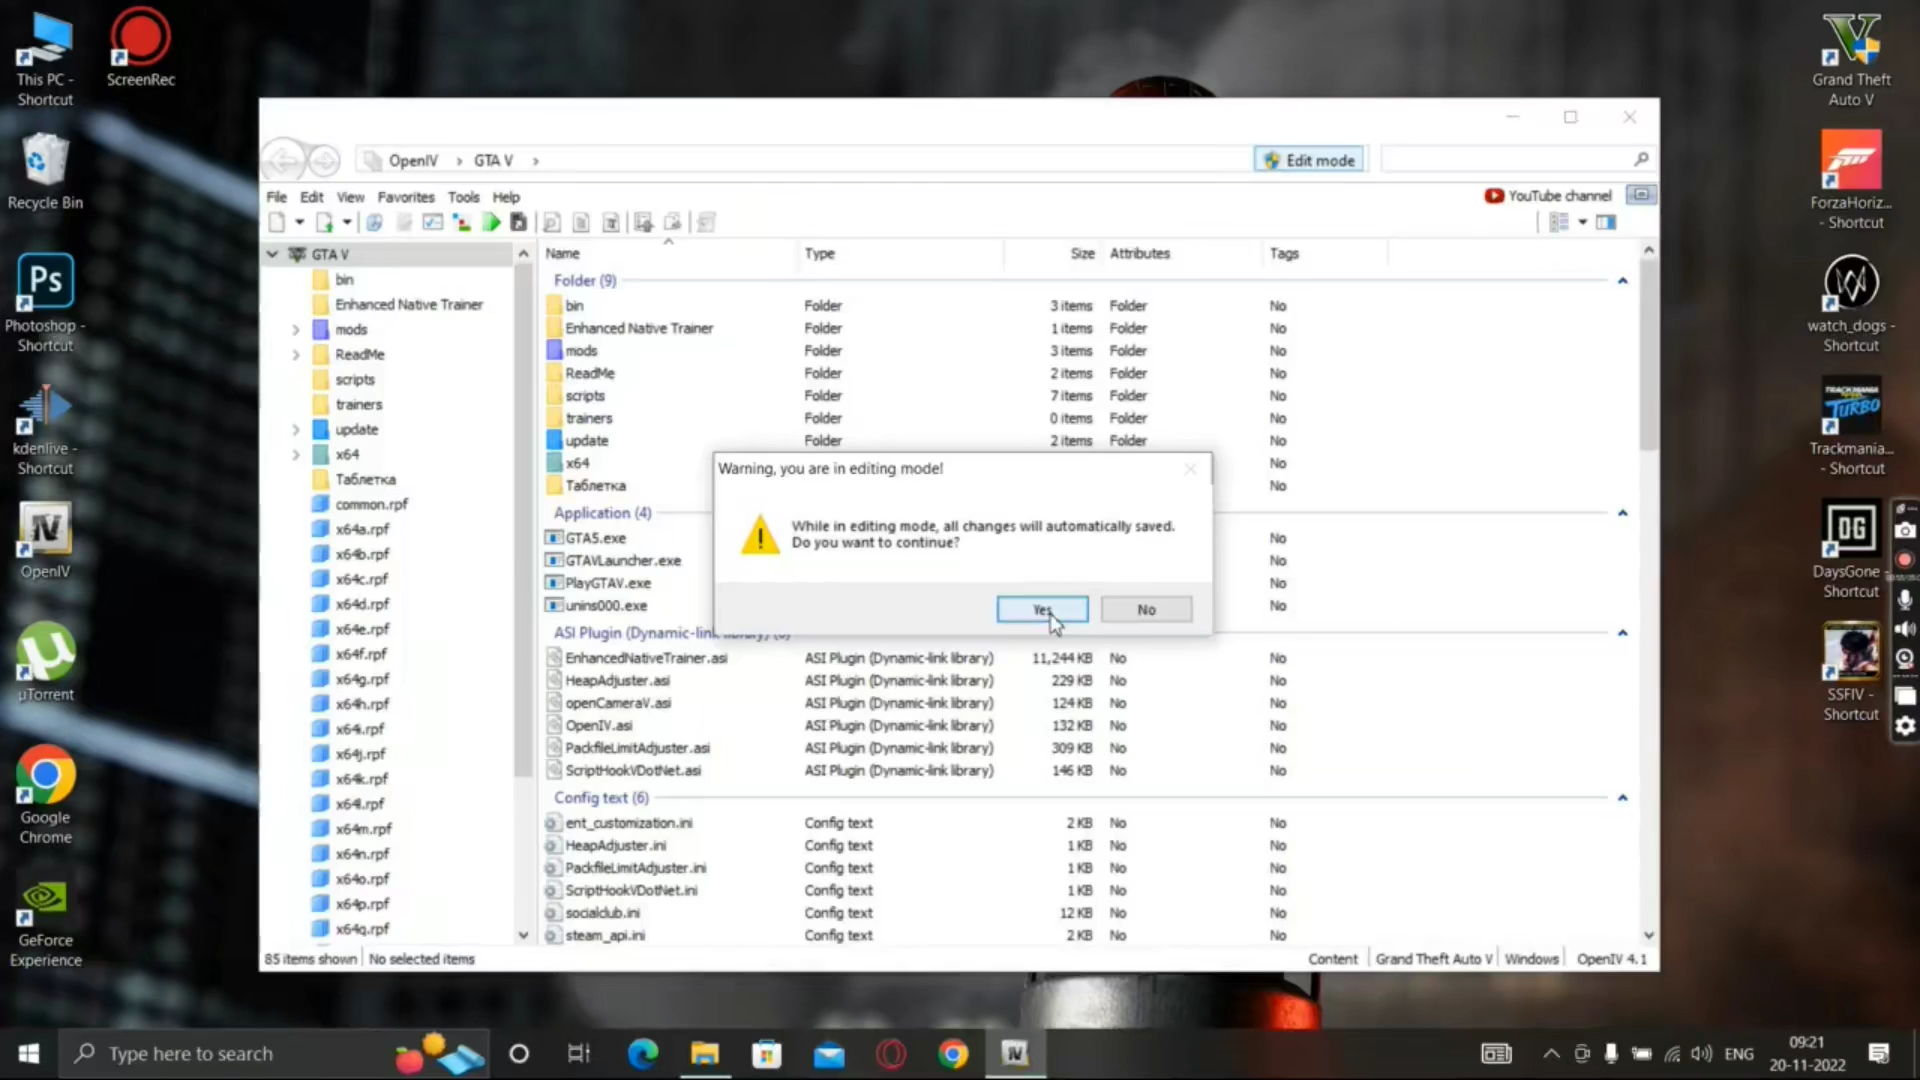 This PC -
Shortcut
ScreenRec
Recycle Bin
Ps
Photoshop -
Shortcut
kdenlive -
Shortcut
OpenIV
µTorrent
Google
Chrome
GeForce
Experience
Grand Theft
Auto V
ForzaHoriz...
- Shortcut
watch_dogs -
Shortcut
TRACKMANIA
TURBO
Trackmania...
- Shortcut
DG
DaysGone -
Shortcut
SSFIV -
Shortcut
OpenIV > GTA V >
Edit mode
File Edit View Favorites Tools Help
YouTube channel
GTA V
bin
Enhanced Native Trainer
mods
ReadMe
scripts
trainers
update
x64
Таблетка
common.rpf
x64a.rpf
x64b.rpf
x64c.rpf
x64d.rpf
x64e.rpf
x64f.rpf
x64g.rpf
x64h.rpf
x64i.rpf
x64j.rpf
x64k.rpf
x64l.rpf
x64m.rpf
x64n.rpf
x64o.rpf
x64p.rpf
x64q.rpf
Name Type Size Attributes Tags
Folder (9)
bin Folder 3 items Folder No
Enhanced Native Trainer Folder 1 items Folder No
mods Folder 3 items Folder No
ReadMe Folder 2 items Folder No
scripts Folder 7 items Folder No
trainers Folder 0 items Folder No
update Folder 2 items Folder No
x64 No
Таблетка No
Application (4)
GTA5.exe No
GTAVLauncher.exe No
PlayGTAV.exe No
unins000.exe No
ASI Plugin (Dynamic-link library)
EnhancedNativeTrainer.asi ASI Plugin (Dynamic-link library) 11,244 KB No No
HeapAdjuster.asi ASI Plugin (Dynamic-link library) 229 KB No No
openCameraV.asi ASI Plugin (Dynamic-link library) 124 KB No No
OpenIV.asi ASI Plugin (Dynamic-link library) 132 KB No No
PackfileLimitAdjuster.asi ASI Plugin (Dynamic-link library) 309 KB No No
ScriptHookVDotNet.asi ASI Plugin (Dynamic-link library) 146 KB No No
Config text (6)
ent_customization.ini Config text 2 KB No No
HeapAdjuster.ini Config text 1 KB No No
PackfileLimitAdjuster.ini Config text 1 KB No No
ScriptHookVDotNet.ini Config text 1 KB No No
socialclub.ini Config text 12 KB No No
steam_api.ini Config text 2 KB No No
Warning, you are in editing mode!
While in editing mode, all changes will automatically saved.
Do you want to continue?
Yes No
85 items shown No selected items
Content Grand Theft Auto V Windows OpenIV 4.1
Type here to search
ENG
09:21
20-11-2022